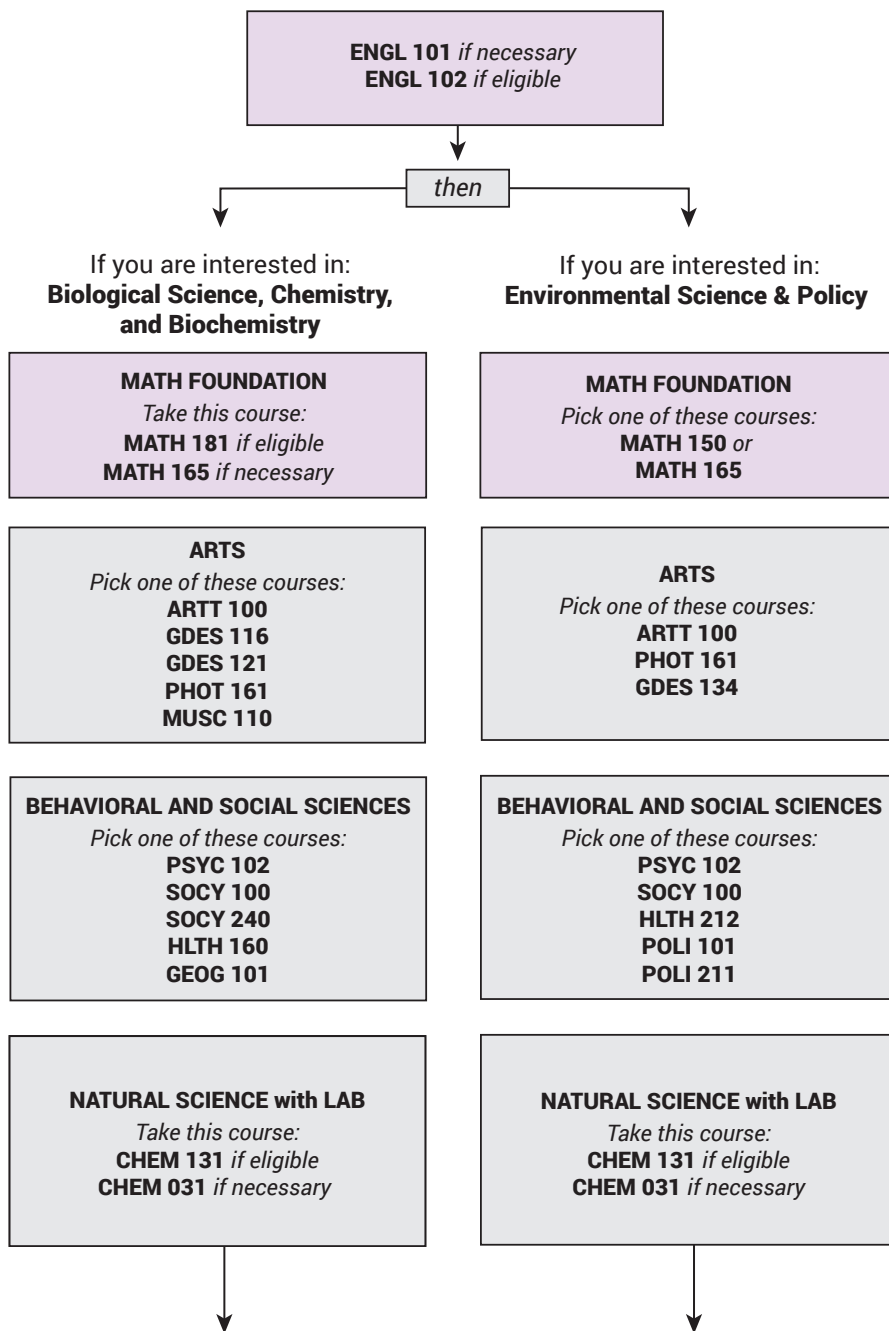 ENGL 101 if necessary
ENGL 102 if eligible
then
If you are interested in:
Biological Science, Chemistry,
and Biochemistry
MATH FOUNDATION
Take this course:
MATH 181 if eligible
MATH 165 if necessary
ARTS
Pick one of these courses:
ARTT 100
GDES 116
GDES 121
PHOT 161
MUSC 110
BEHAVIORAL AND SOCIAL SCIENCES
Pick one of these courses:
PSYC 102
SOCY 100
SOCY 240
HLTH 160
GEOG 101
NATURAL SCIENCE with LAB
Take this course:
CHEM 131 if eligible
CHEM 031 if necessary
If you are interested in:
Environmental Science & Policy
MATH FOUNDATION
Pick one of these courses:
MATH 150 or
MATH 165
ARTS
Pick one of these courses:
ARTT 100
PHOT 161
GDES 134
BEHAVIORAL AND SOCIAL SCIENCES
Pick one of these courses:
PSYC 102
SOCY 100
HLTH 212
POLI 101
POLI 211
NATURAL SCIENCE with LAB
Take this course:
CHEM 131 if eligible
CHEM 031 if necessary